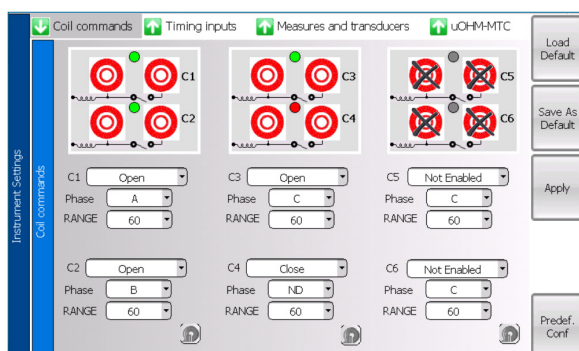 Coil commands Timing inputs Measures and transducers uOHM-MTC
Load Default
Save As Default
Apply
Predef. Conf
Instrument Settings
Coil commands
C1 C3 C5
C2 C4 C6
C1 Open C3 Open C5 Not Enabled
Phase A Phase C Phase C
RANGE 60 RANGE 60 RANGE 60
C2 Open C4 Close C6 Not Enabled
Phase B Phase ND Phase C
RANGE 60 RANGE 60 RANGE 60